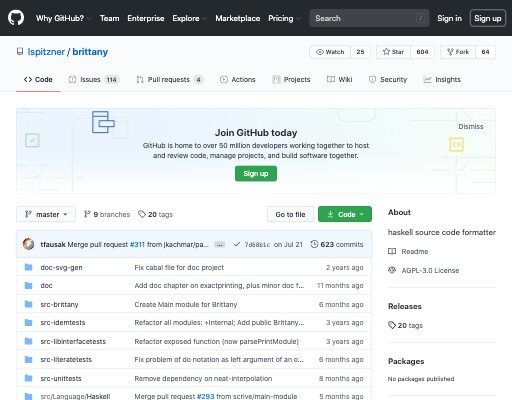 Why GitHub? Team Enterprise Explore Marketplace Pricing Search / Sign in Sign up
lspitzner / brittany Watch 25 Star 604 Fork 64
Code Issues 114 Pull requests 4 Actions Projects Wiki Security Insights
Join GitHub today
Dismiss
GitHub is home to over 50 million developers working together to host
and review code, manage projects, and build software together.
Sign up
master 9 branches 20 tags Go to file Code
About
haskell source code formatter
Readme
AGPL-3.0 License
Releases
20 tags
Packages
No packages published
tfausak Merge pull request #311 from jkachmar/pa... ... 7d68b1c on Jul 21 623 commits
doc-svg-gen Fix cabal file for doc project 2 years ago
doc Add doc chapter on exactprinting, plus minor doc f... 11 months ago
src-brittany Create Main module for Brittany 6 months ago
src-idemtests Refactor all modules: +Internal; Add public Brittany... 3 years ago
src-libinterfacetests Refactor exposed function (now parsePrintModule) 3 years ago
src-literatetests Fix problem of do notation as left argument of an o... 6 months ago
src-unittests Remove dependency on neat-interpolation 8 months ago
src/Language/Haskell Merge pull request #293 from scrive/main-module 5 months ago